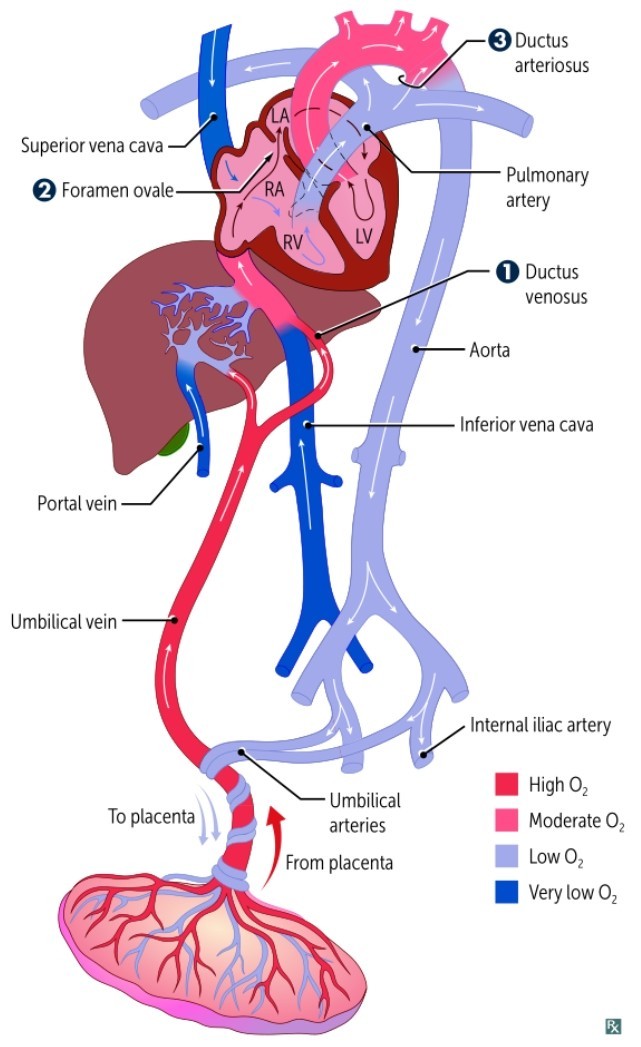 3 Ductus
arteriosus
Superior vena cava
LA
2 Foramen ovale
Pulmonary
artery
RA
RV
LV
1 Ductus
venosus
Aorta
Inferior vena cava
Portal vein
Umbilical vein
Internal iliac artery
High O₂
Umbilical
arteries
To placenta
Moderate O₂
Low O₂
From placenta
Very low O₂
Rx